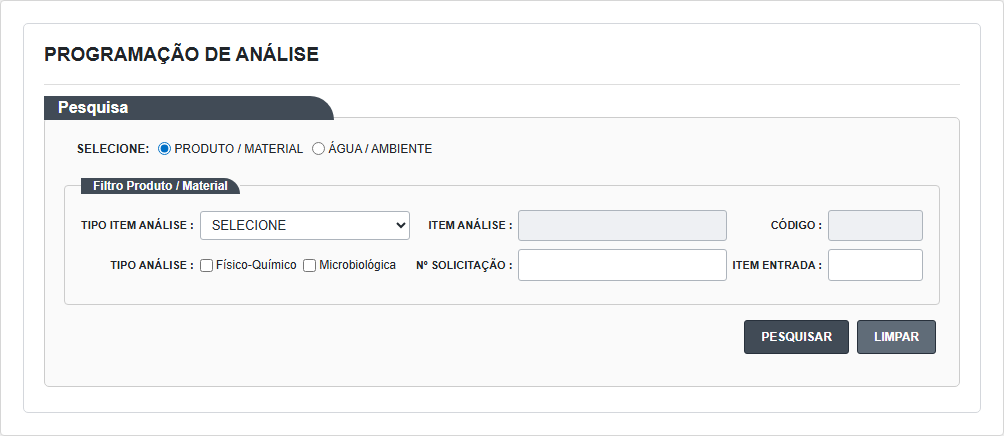 PROGRAMAÇÃO DE ANÁLISE
Pesquisa
SELECIONE: PRODUTO / MATERIAL ÁGUA / AMBIENTE
Filtro Produto / Material
TIPO ITEM ANÁLISE : SELECIONE ITEM ANÁLISE : CÓDIGO :
TIPO ANÁLISE : Físico-Químico Microbiológica Nº SOLICITAÇÃO : ITEM ENTRADA :
PESQUISAR LIMPAR